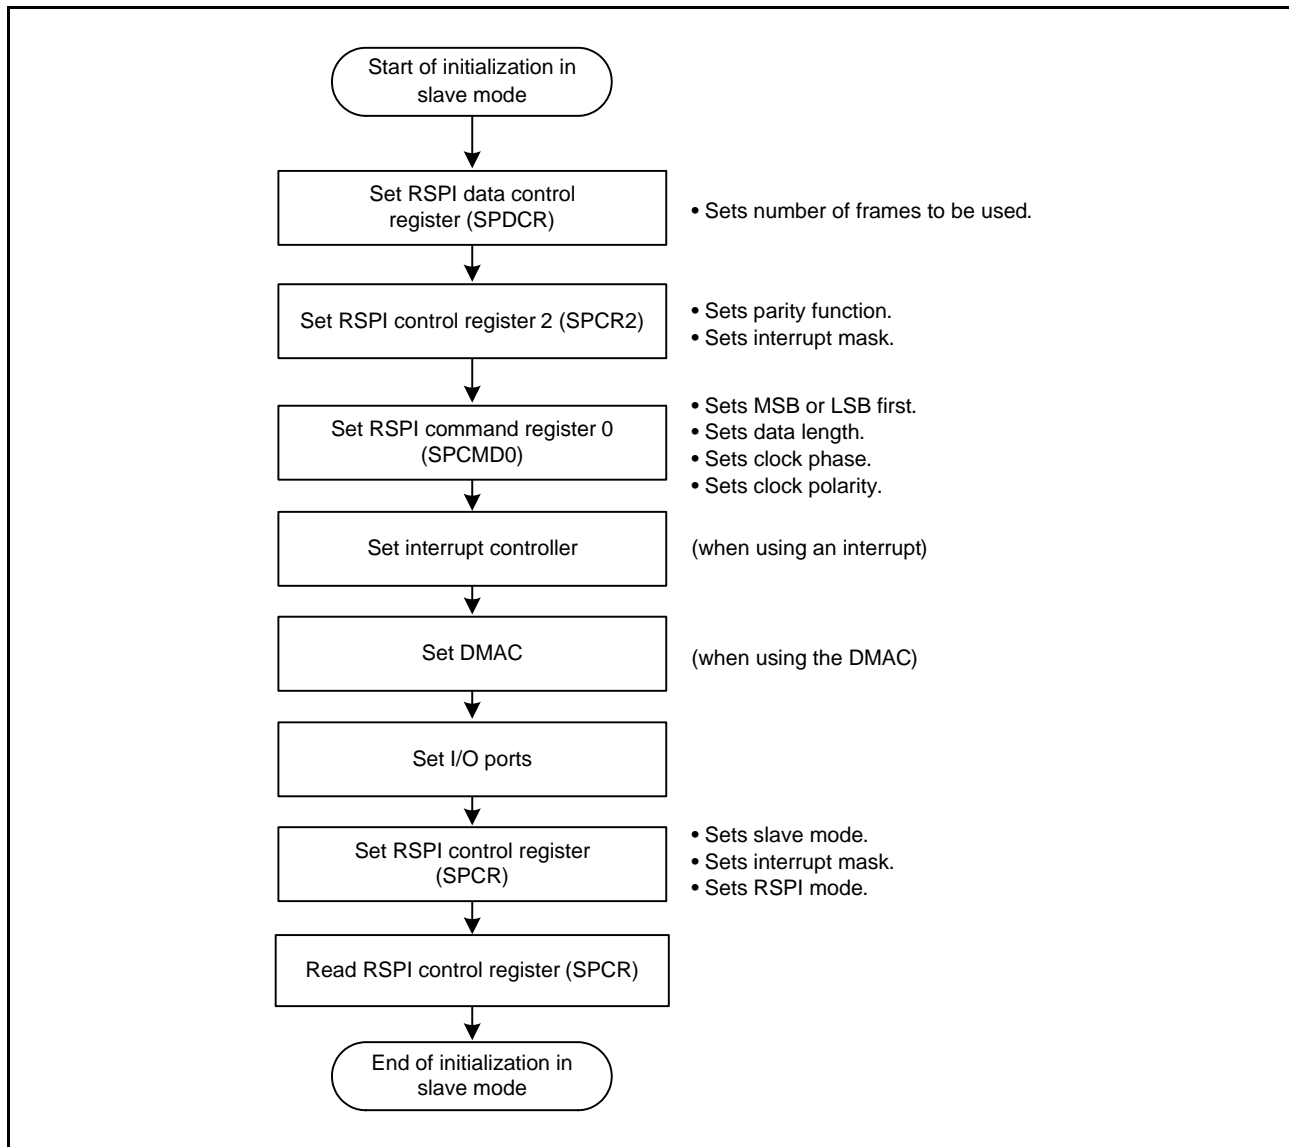 Start of initialization in
slave mode
Set RSPI data control
register (SPDCR)
• Sets number of frames to be used.
Set RSPI control register 2 (SPCR2)
• Sets parity function.
• Sets interrupt mask.
Set RSPI command register 0
(SPCMD0)
• Sets MSB or LSB first.
• Sets data length.
• Sets clock phase.
• Sets clock polarity.
Set interrupt controller
(when using an interrupt)
Set DMAC
(when using the DMAC)
Set I/O ports
Set RSPI control register
(SPCR)
• Sets slave mode.
• Sets interrupt mask.
• Sets RSPI mode.
Read RSPI control register (SPCR)
End of initialization in
slave mode